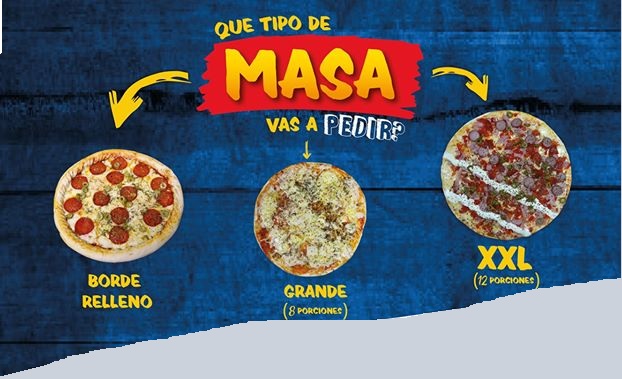 QUE TIPO DE
MASA
VAS A PEDIR?
BORDE
RELLENO
GRANDE
(8 PORCIONES)
XXL
(12 PORCIONES)